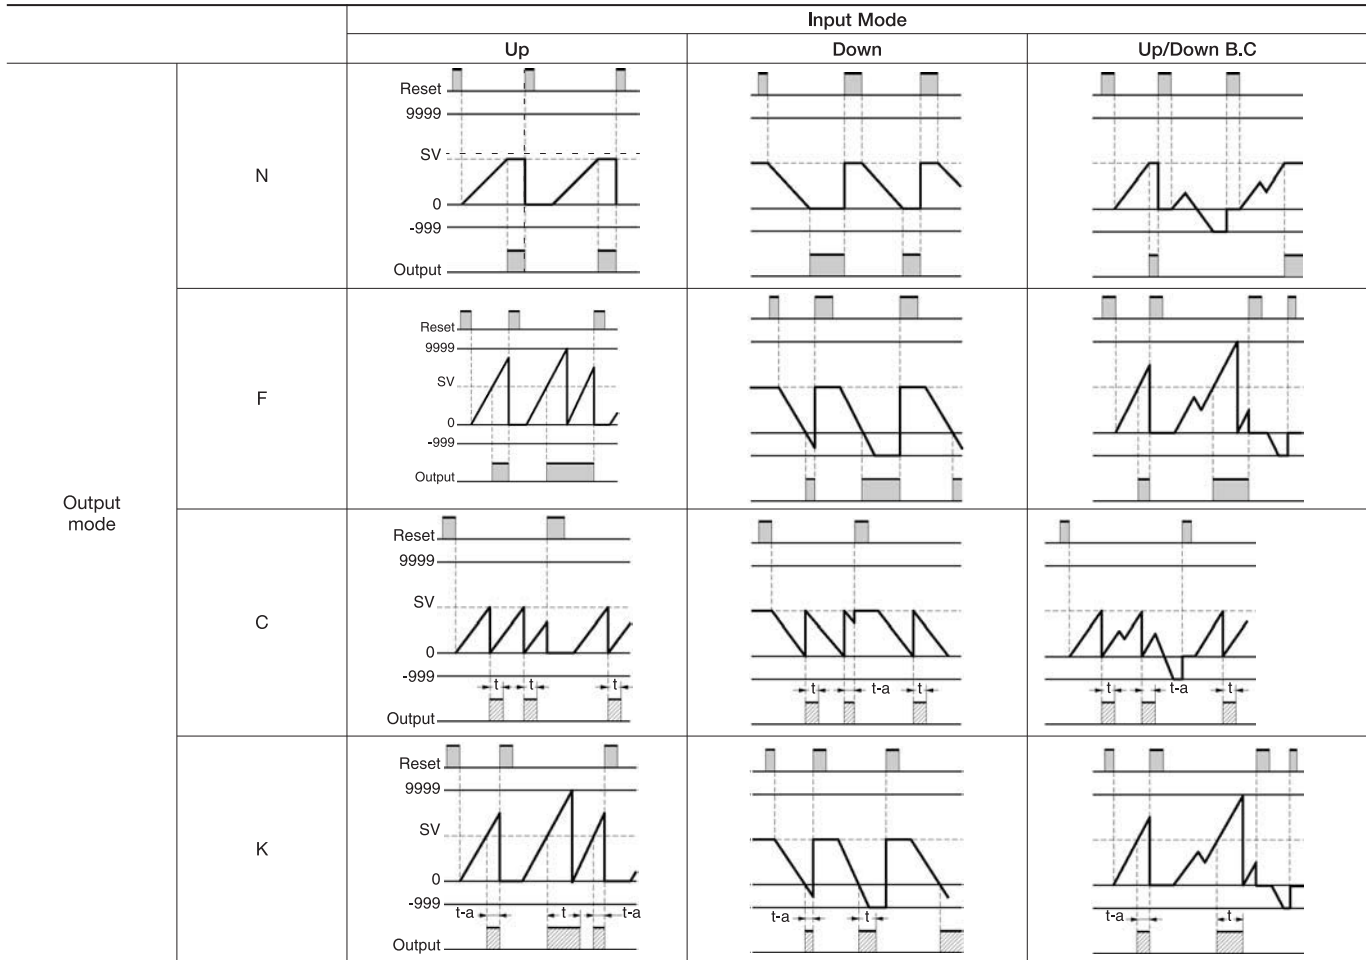 Input Mode
Up Down Up/Down B.C
Output mode
N
Reset
9999
SV
0
-999
Output
F
Reset
9999
SV
0
-999
Output
C
Reset
9999
SV
0
-999
t t t
Output
t t-a t
t t-a t
K
Reset
9999
SV
0
-999
t-a t t-a
Output
t-a t
t-a t